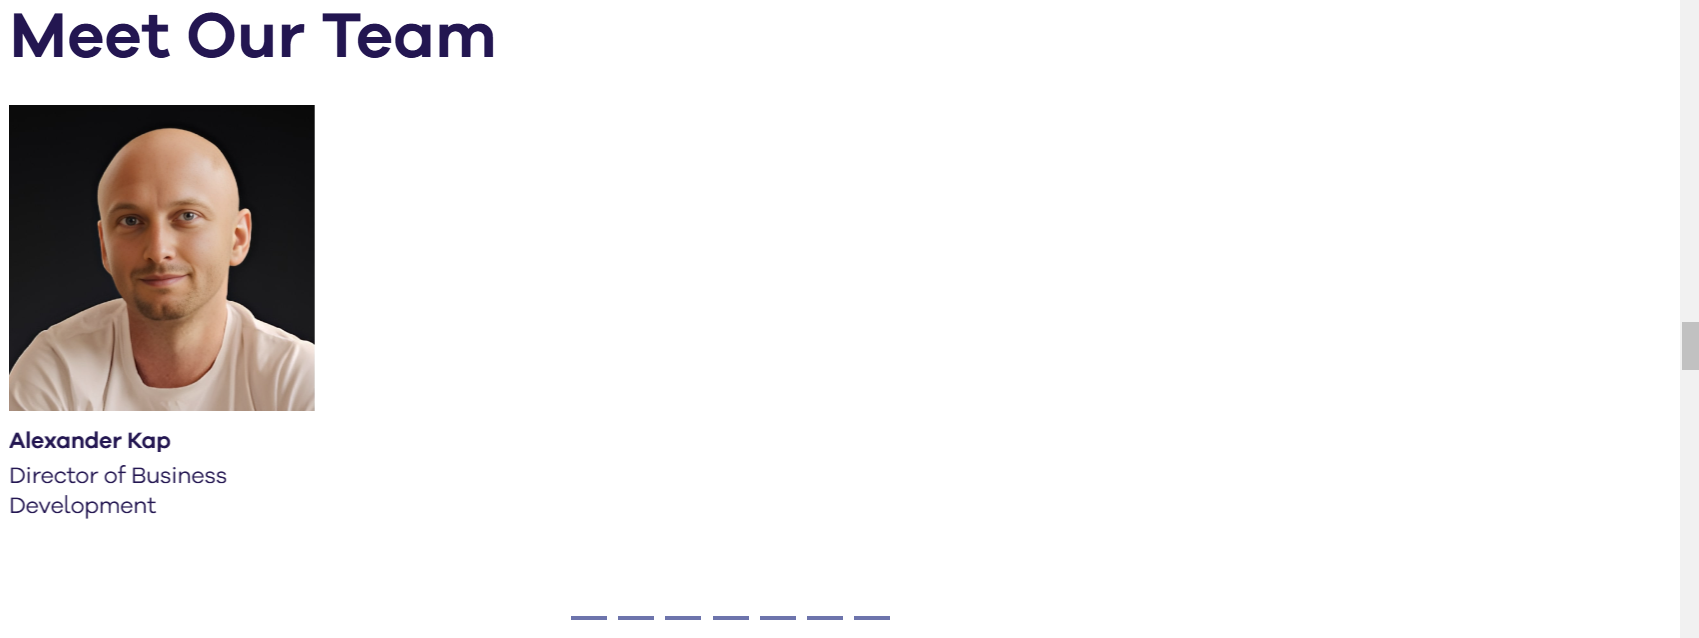 Meet Our Team
Alexander Kap
Director of Business
Development